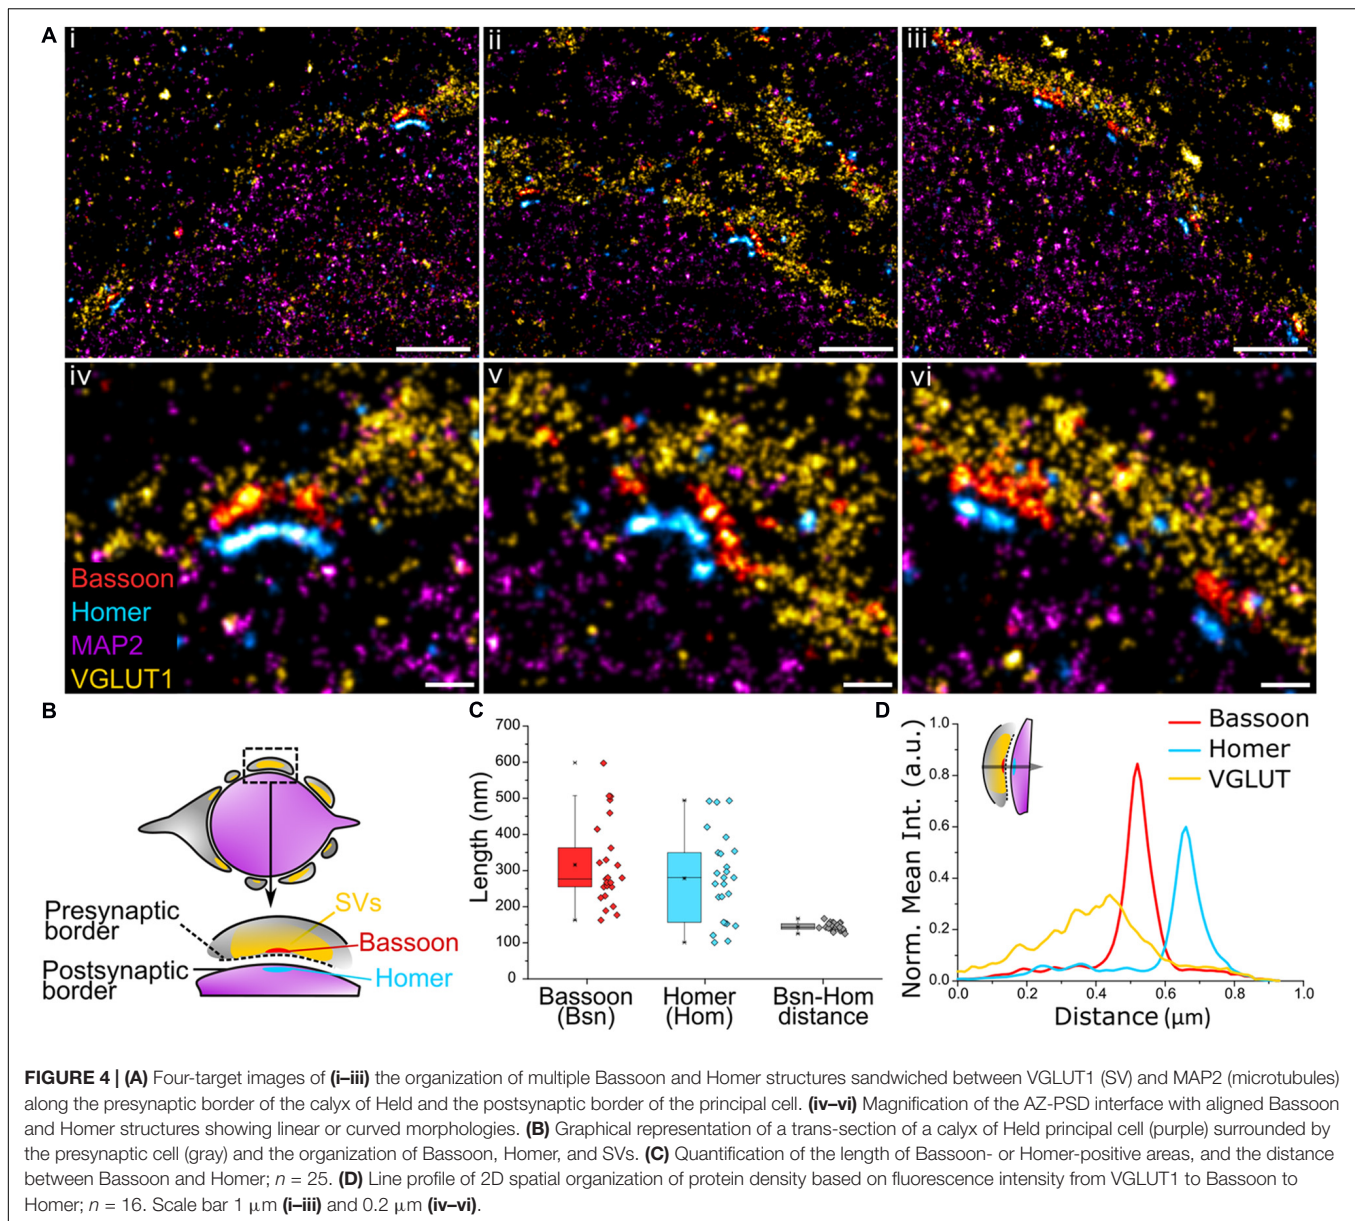 A
i
ii
iii
iv
v
vi
Bassoon
Homer
MAP2
VGLUT1
B
SVs
Presynaptic
border
Bassoon
Postsynaptic
border
Homer
C
Length (nm)
700
600
500
400
300
200
100
0
Bassoon
(Bsn)
Homer
(Hom)
Bsn-Hom
distance
D
Norm. Mean Int. (a.u.)
1.0
0.8
0.6
0.4
0.2
0.0
0.0
0.2
0.4
0.6
0.8
1.0
Distance (µm)
Bassoon
Homer
VGLUT
FIGURE 4 | (A) Four-target images of (i–iii) the organization of multiple Bassoon and Homer structures sandwiched between VGLUT1 (SV) and MAP2 (microtubules)
along the presynaptic border of the calyx of Held and the postsynaptic border of the principal cell. (iv–vi) Magnification of the AZ-PSD interface with aligned Bassoon
and Homer structures showing linear or curved morphologies. (B) Graphical representation of a trans-section of a calyx of Held principal cell (purple) surrounded by
the presynaptic cell (gray) and the organization of Bassoon, Homer, and SVs. (C) Quantification of the length of Bassoon- or Homer-positive areas, and the distance
between Bassoon and Homer; n = 25. (D) Line profile of 2D spatial organization of protein density based on fluorescence intensity from VGLUT1 to Bassoon to
Homer; n = 16. Scale bar 1 µm (i–iii) and 0.2 µm (iv–vi).